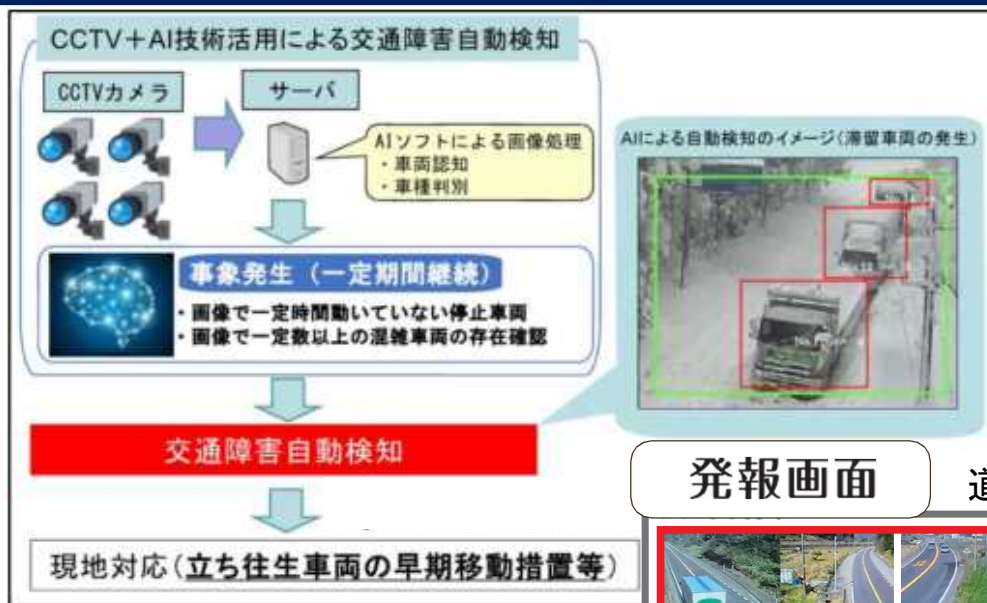 CCTV+AI技術活用による交通障害自動検知
CCTVカメラ
サーバ
AIソフトによる画像処理
・車両認知
・車種判別
事象発生(一定期間継続)
・画像で一定時間動いていない停止車両
・画像で一定数以上の混雑車両の存在確認
交通障害自動検知
現地対応(立ち往生車両の早期移動措置等)
AIによる自動検知のイメージ(滞留車両の発生)
発報画面
道